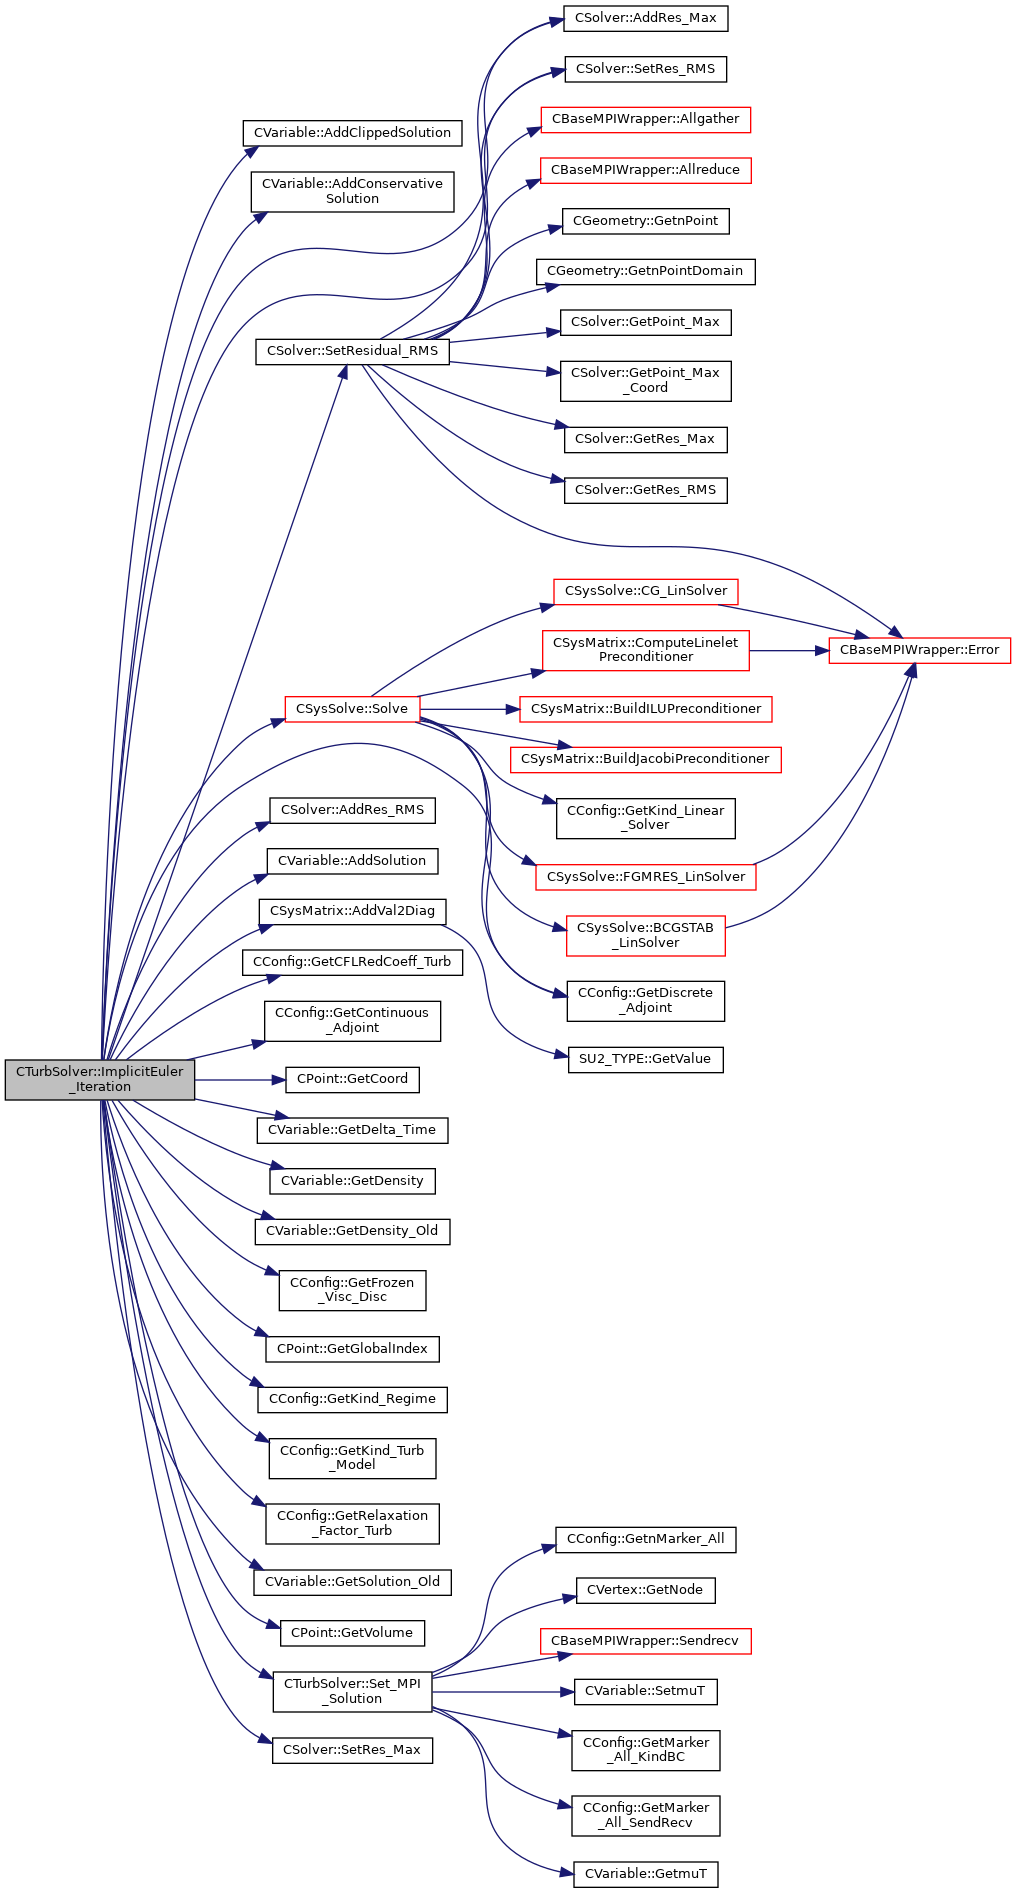 CSolver::AddRes_Max
CSolver::SetRes_RMS
CBaseMPIWrapper::Allgather
CVariable::AddClippedSolution
CBaseMPIWrapper::Allreduce
CVariable::AddConservative
Solution
CGeometry::GetnPoint
CGeometry::GetnPointDomain
CSolver::GetPoint_Max
CSolver::SetResidual_RMS
CSolver::GetPoint_Max
_Coord
CSolver::GetRes_Max
CSolver::GetRes_RMS
CSysSolve::CG_LinSolver
CSysMatrix::ComputeLinelet
Preconditioner
CBaseMPIWrapper::Error
CSysSolve::Solve
CSysMatrix::BuildILUPreconditioner
CSysMatrix::BuildJacobiPreconditioner
CSolver::AddRes_RMS
CConfig::GetKind_Linear
_Solver
CVariable::AddSolution
CSysSolve::FGMRES_LinSolver
CSysMatrix::AddVal2Diag
CSysSolve::BCGSTAB
_LinSolver
CConfig::GetCFLRedCoeff_Turb
CConfig::GetDiscrete
_Adjoint
CConfig::GetContinuous
_Adjoint
SU2_TYPE::GetValue
CTurbSolver::ImplicitEuler
_Iteration
CPoint::GetCoord
CVariable::GetDelta_Time
CVariable::GetDensity
CVariable::GetDensity_Old
CConfig::GetFrozen
_Visc_Disc
CPoint::GetGlobalIndex
CConfig::GetKind_Regime
CConfig::GetKind_Turb
_Model
CConfig::GetRelaxation
_Factor_Turb
CConfig::GetnMarker_All
CVariable::GetSolution_Old
CVertex::GetNode
CPoint::GetVolume
CBaseMPIWrapper::Sendrecv
CTurbSolver::Set_MPI
_Solution
CVariable::SetmuT
CSolver::SetRes_Max
CConfig::GetMarker
_All_KindBC
CConfig::GetMarker
_All_SendRecv
CVariable::GetmuT